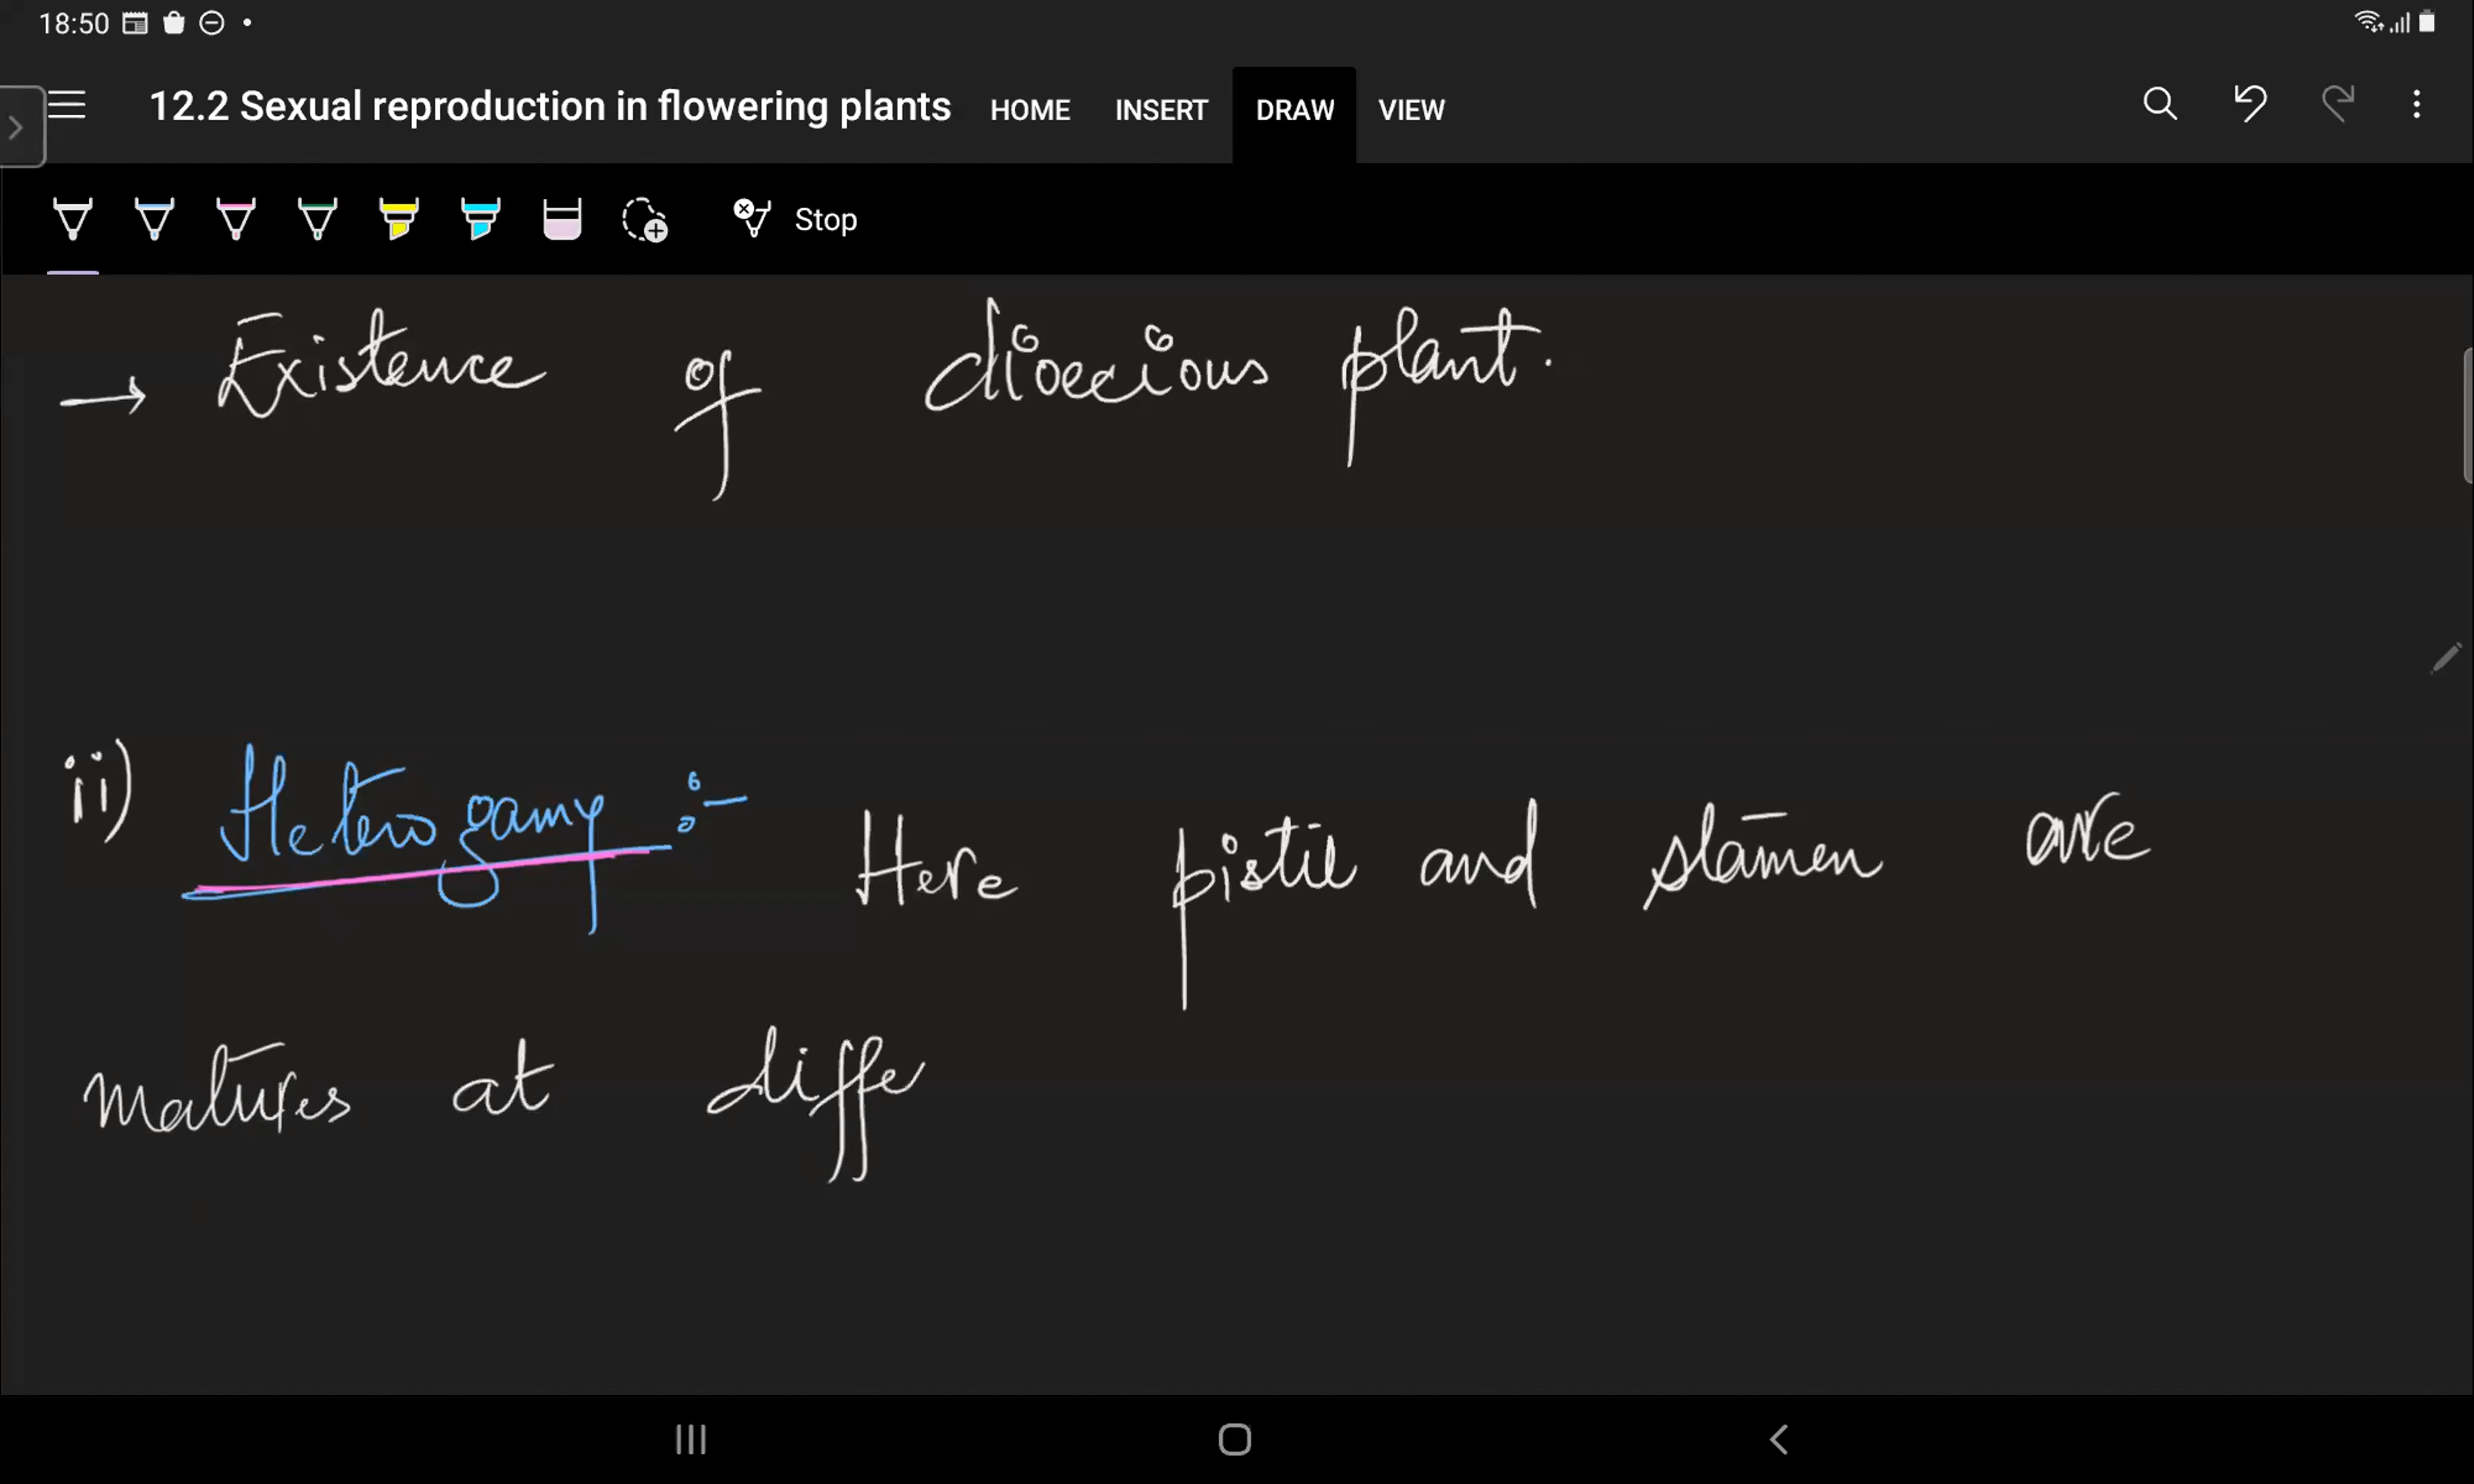 18:50
12.2 Sexual reproduction in flowering plants HOME INSERT DRAW VIEW
Stop
→ Existence of dioecious plant.
ii) Heterogamy :- Here pistil and stamen are
matures at diffe